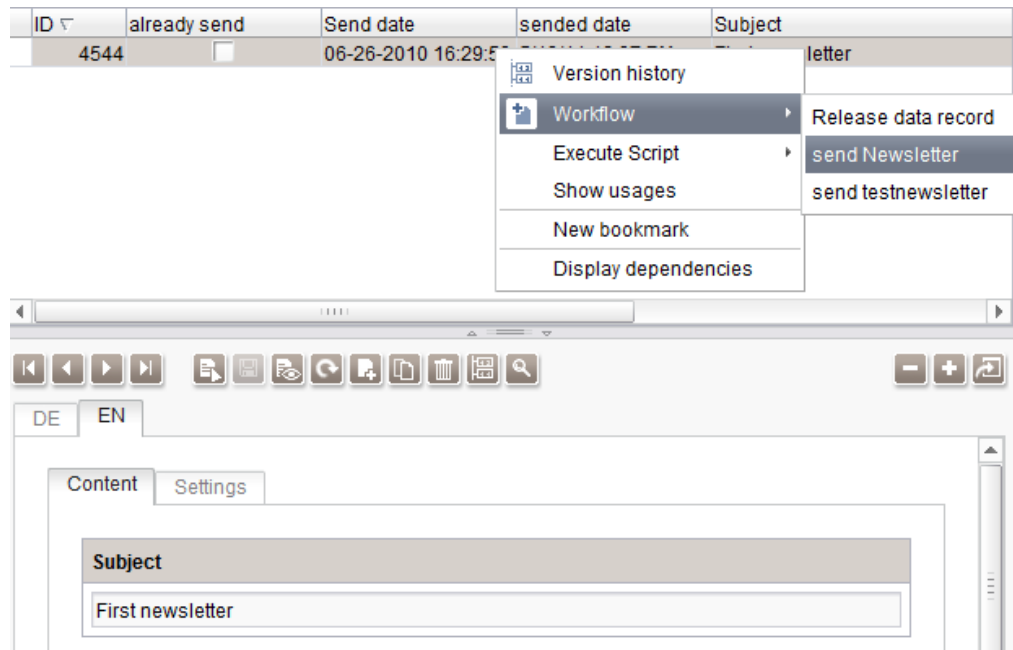 ID already send Send date sended date Subject
4544 06-26-2010 16:29:5 letter
Version history
Workflow
Release data record
Execute Script
send Newsletter
Show usages
send testnewsletter
New bookmark
Display dependencies
DE EN
Content Settings
Subject
First newsletter